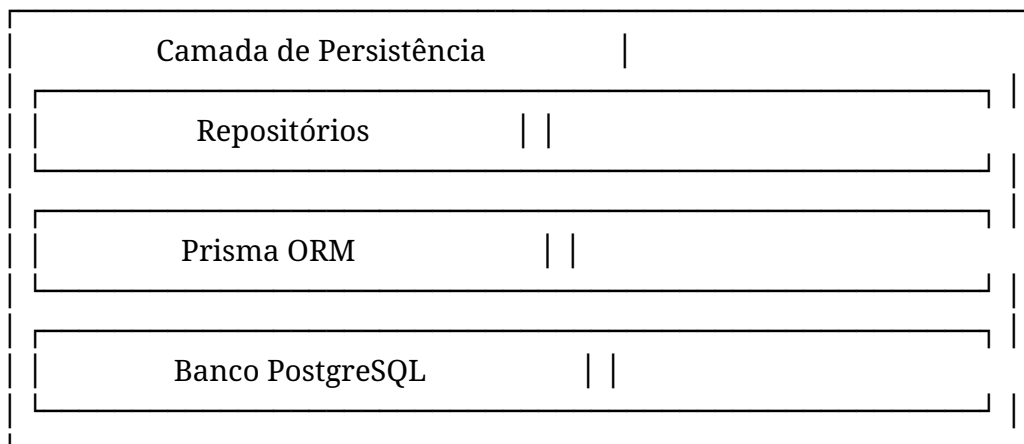 Camada de Persistência
Repositórios
Prisma ORM
Banco PostgreSQL